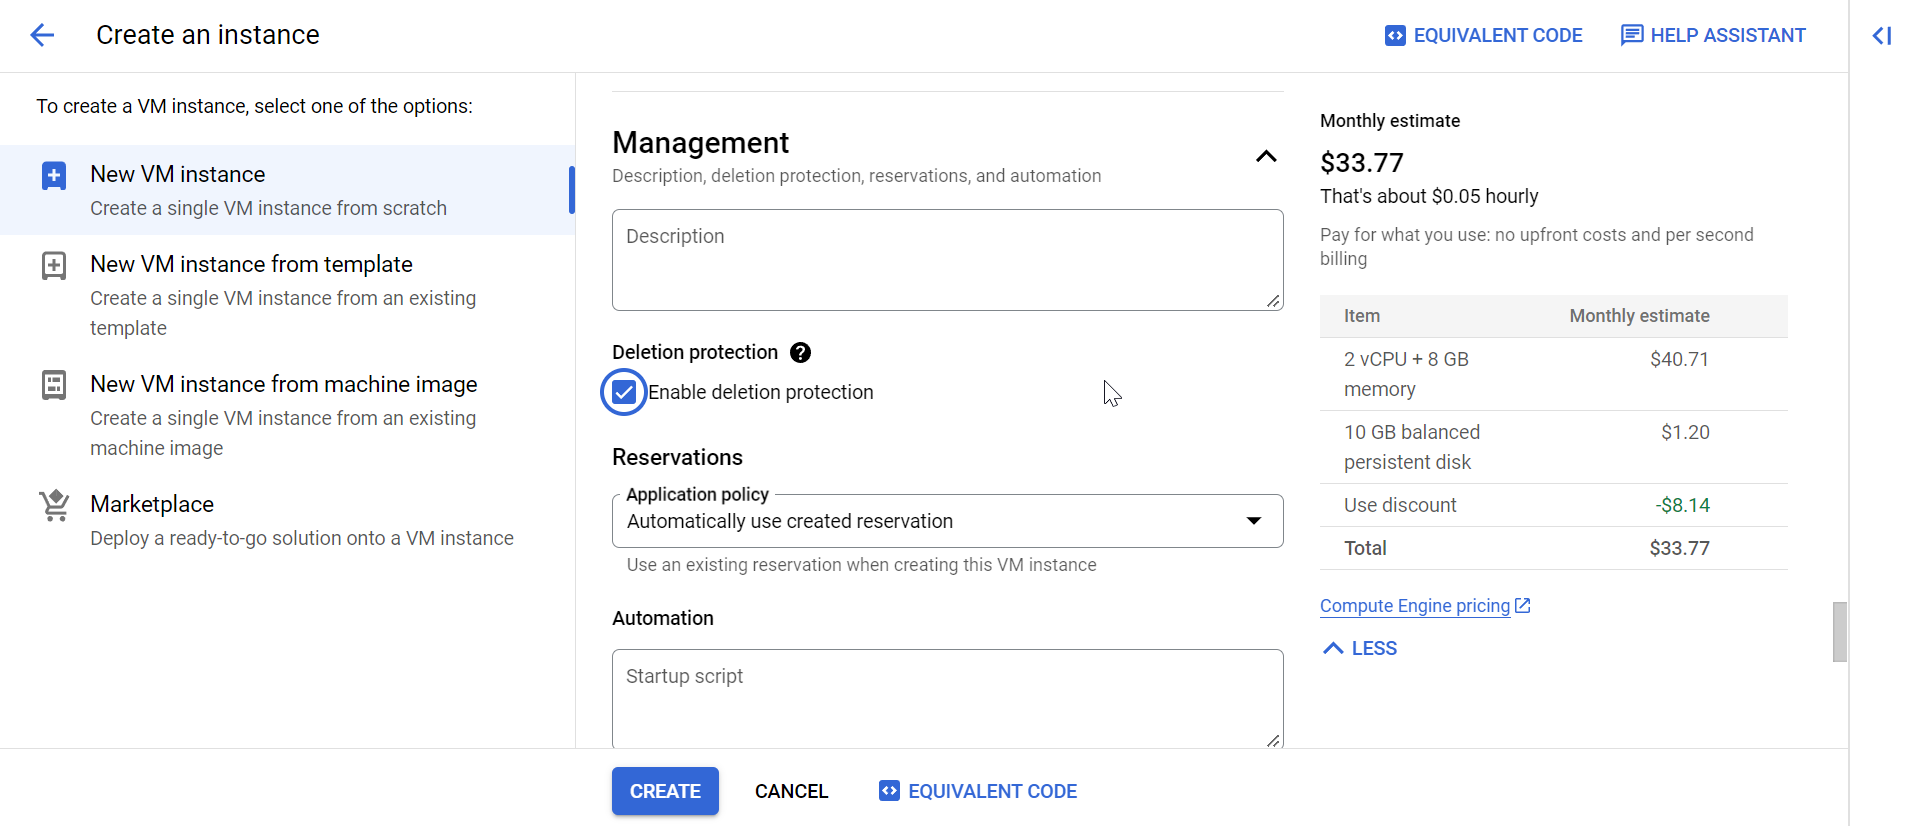 Create an instance
EQUIVALENT CODE
HELP ASSISTANT
To create a VM instance, select one of the options:
New VM instance
Create a single VM instance from scratch
New VM instance from template
Create a single VM instance from an existing
template
New VM instance from machine image
Create a single VM instance from an existing
machine image
Marketplace
Deploy a ready-to-go solution onto a VM instance
Management
Description, deletion protection, reservations, and automation
Description
Deletion protection
Enable deletion protection
Reservations
Application policy
Automatically use created reservation
Use an existing reservation when creating this VM instance
Automation
Startup script
CREATE
CANCEL
EQUIVALENT CODE
Monthly estimate
$33.77
That's about $0.05 hourly
Pay for what you use: no upfront costs and per second
billing
Item Monthly estimate
2 vCPU + 8 GB $40.71
memory
10 GB balanced $1.20
persistent disk
Use discount -$8.14
Total $33.77
Compute Engine pricing
LESS